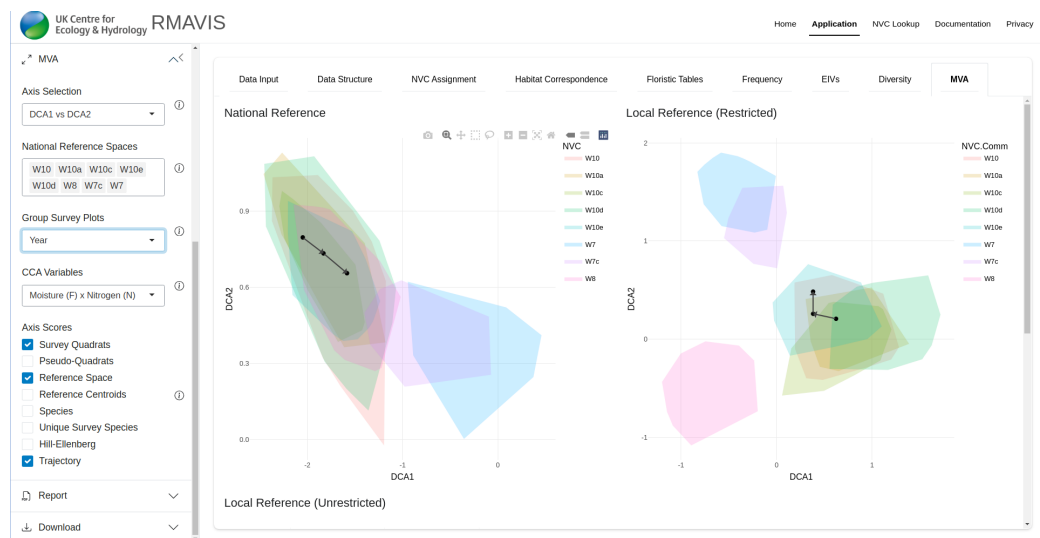 UK Centre for
Ecology & Hydrology
RMAVIS
Home Application NVC Lookup Documentation Privacy
MVA
Axis Selection
DCA1 vs DCA2
National Reference Spaces
W10 W10a W10c W10e
W10d W8 W7c W7
Group Survey Plots
Year
CCA Variables
Moisture (F) x Nitrogen (N)
Axis Scores
Survey Quadrats
Pseudo-Quadrats
Reference Space
Reference Centroids
Species
Unique Survey Species
Hill-Ellenberg
Trajectory
Report
Download
Data Input Data Structure NVC Assignment Habitat Correspondence Floristic Tables Frequency EIVs Diversity MVA
National Reference
NVC
W10
W10a
W10c
W10d
W10e
W7
W7c
W8
0.9
0.6
0.3
0.0
DCA2
-2 -1 0
DCA1
Local Reference (Restricted)
NVC.Comm
W10
W10a
W10c
W10d
W10e
W7
W7c
W8
2
1
0
-1
DCA2
-1 0 1
DCA1
Local Reference (Unrestricted)